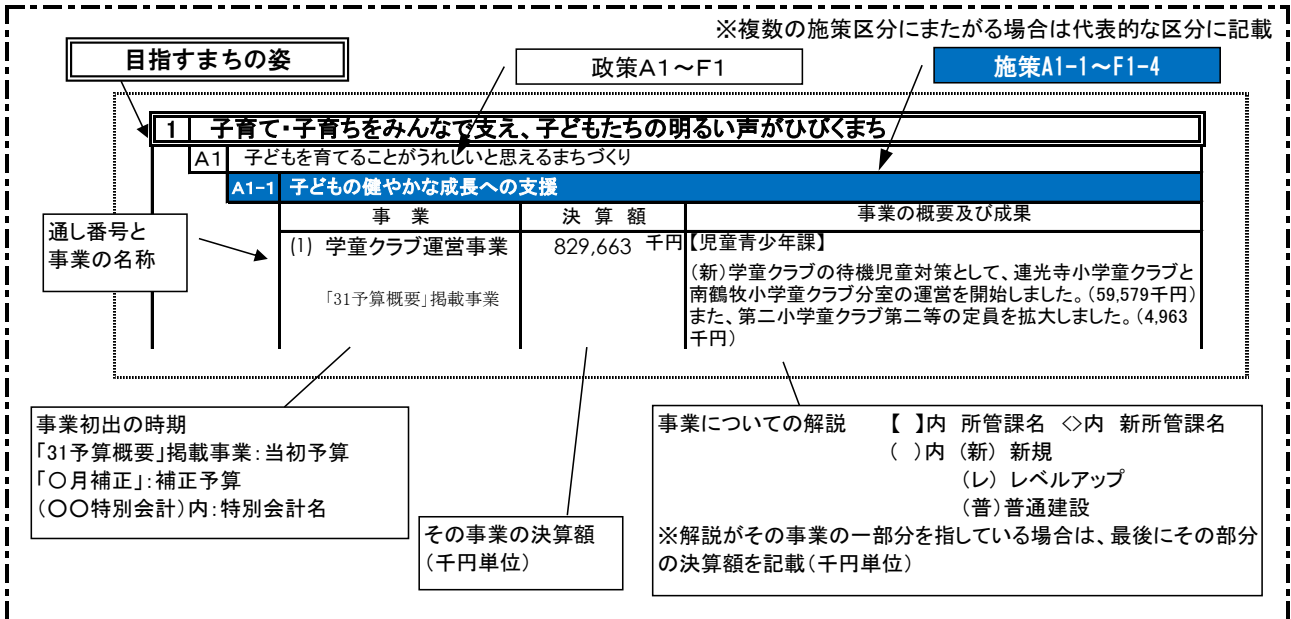 ※複数の施策区分にまたがる場合は代表的な区分に記載
目指すまちの姿
政策A1～F1
施策A1-1～F1-4
1 子育て・子育ちをみんなで支え、子どもたちの明るい声がひびくまち
A1 子どもを育てることがうれしいと思えるまちづくり
A1-1 子どもの健やかな成長への支援
事 業 決 算 額 事業の概要及び成果
通し番号と
事業の名称
(1) 学童クラブ運営事業 829,663 千円 【児童青少年課】
「31予算概要」掲載事業
(新)学童クラブの待機児童対策として、連光寺小学童クラブと
南鶴牧小学童クラブ分室の運営を開始しました。(59,579千円)
また、第二小学童クラブ第二等の定員を拡大しました。(4,963
千円)
事業初出の時期
「31予算概要」掲載事業：当初予算
「○月補正」：補正予算
(○○特別会計)内：特別会計名
その事業の決算額
(千円単位)
事業についての解説 【 】内 所管課名 <>内 新所管課名
( )内 (新) 新規
(レ) レベルアップ
(普)普通建設
※解説がその事業の一部分を指している場合は、最後にその部分
の決算額を記載(千円単位)